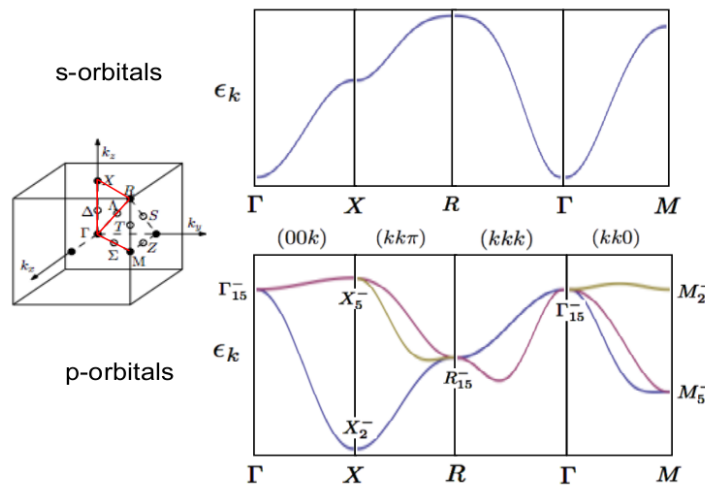 s-orbitals
ϵ_k
Γ X R Γ M
k_z
X
R
Δ Λ S
Γ T k_y
Σ M Z
k_x
(00k) (kkπ) (kkk) (kk0)
Γ₁₅⁻ X₅⁻ Γ₁₅⁻ M₂⁻
ϵ_k
R₁₅⁻ M₅⁻
p-orbitals
X₂⁻
Γ X R Γ M